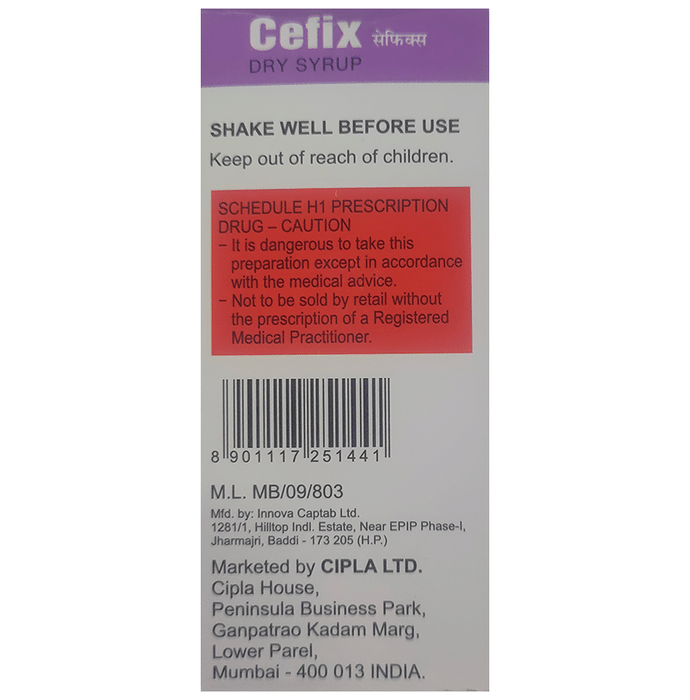 Cefix सेफिक्स
DRY SYRUP
SHAKE WELL BEFORE USE
Keep out of reach of children.
SCHEDULE H1 PRESCRIPTION
DRUG – CAUTION
– It is dangerous to take this
preparation except in accordance
with the medical advice.
– Not to be sold by retail without
the prescription of a Registered
Medical Practitioner.
8 901117 251441
M.L. MB/09/803
Mfd. by: Innova Captab Ltd.
1281/1, Hilltop Indl. Estate, Near EPIP Phase-I,
Jharmajri, Baddi - 173 205 (H.P.)
Marketed by CIPLA LTD.
Cipla House,
Peninsula Business Park,
Ganpatrao Kadam Marg,
Lower Parel,
Mumbai - 400 013 INDIA.